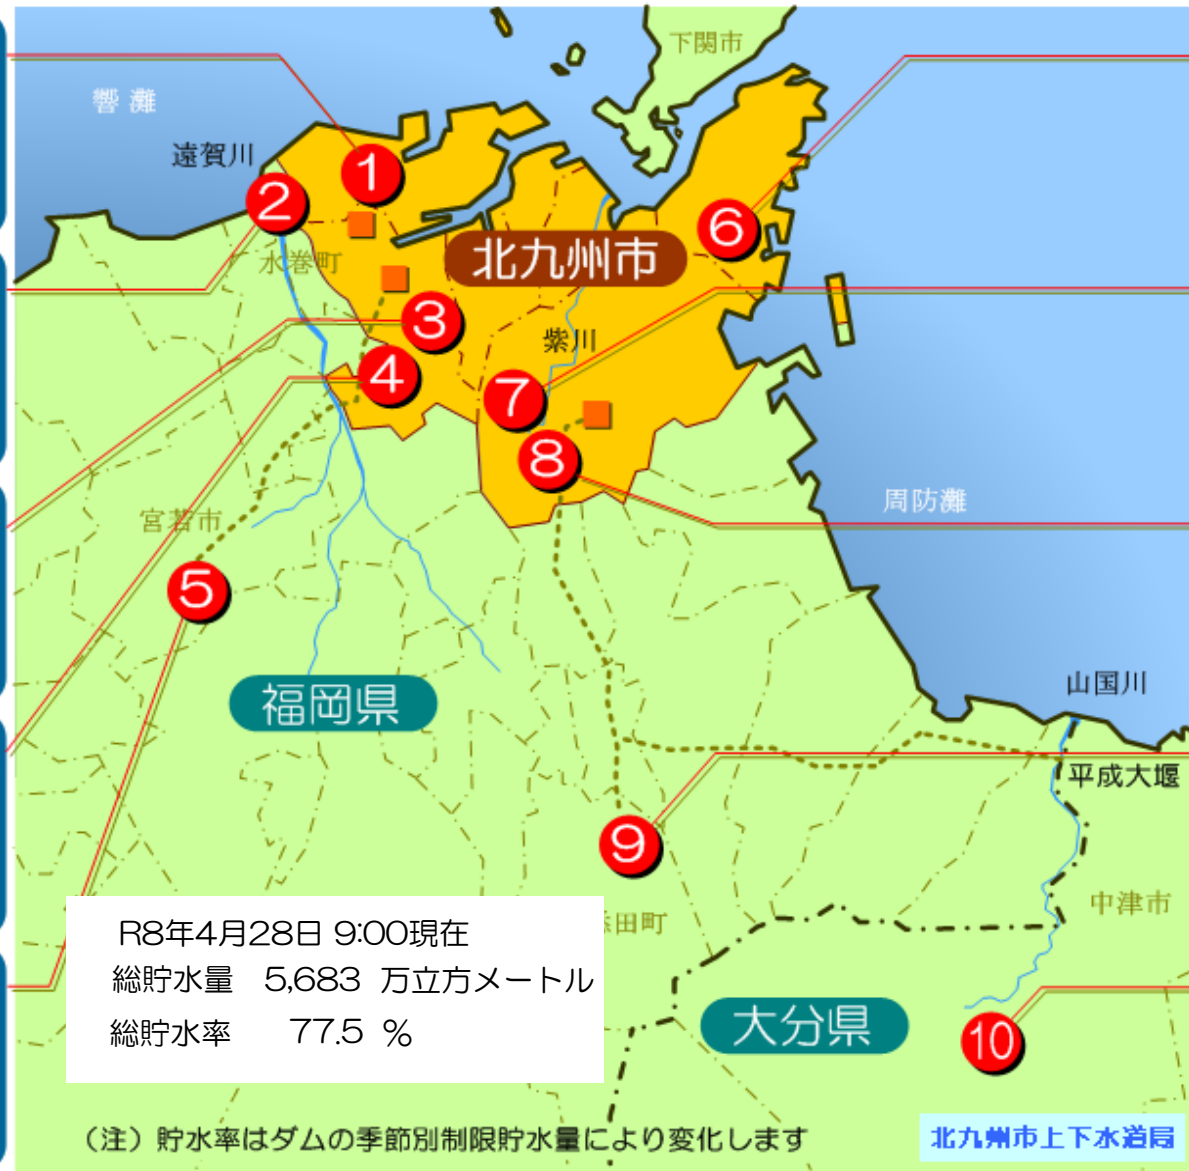 下関市
響灘
遠賀川
①
②
⑥
水巻町
北九州市
③
紫川
④
⑦
⑧
宮若市
周防灘
⑤
福岡県
山国川
平成大堰
⑨
中津市
田町
R8年4月28日 9:00現在
総貯水量 5,683 万立方メートル
総貯水率 77.5 %
大分県
⑩
(注)貯水率はダムの季節別制限貯水量により変化します
北九州市上下水道局